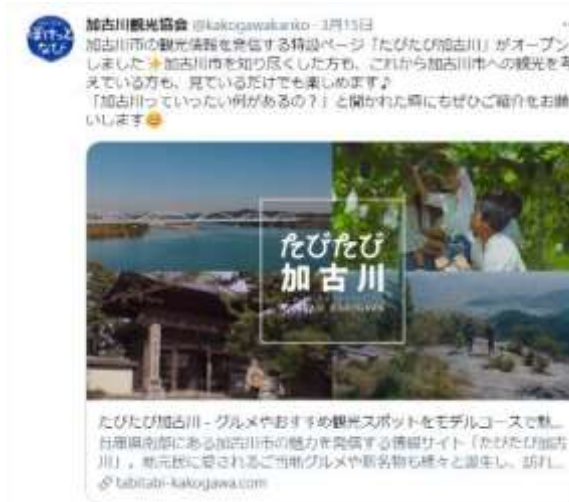 ぽけっと
なび
加古川観光協会 @kakogawakanko · 3月15日
加古川市の観光情報を発信する特設ページ「たびたび加古川」がオープン
しました✨加古川市を知り尽くした方も、これから加古川市への観光を考
えている方も、見ているだけでも楽しめます♪
「加古川っていったい何があるの?」と聞かれた際にもぜひご紹介をお願
いします😊
たびたび
加古川
たびたび加古川 - グルメやおすすめ観光スポットをモデルコースで魅...
兵庫県南部にある加古川市の魅力を発信する情報サイト「たびたび加古
川」。地元民に愛されるご当地グルメや新名物も続々と誕生し、訪れ...
tabitabi-kakogawa.com